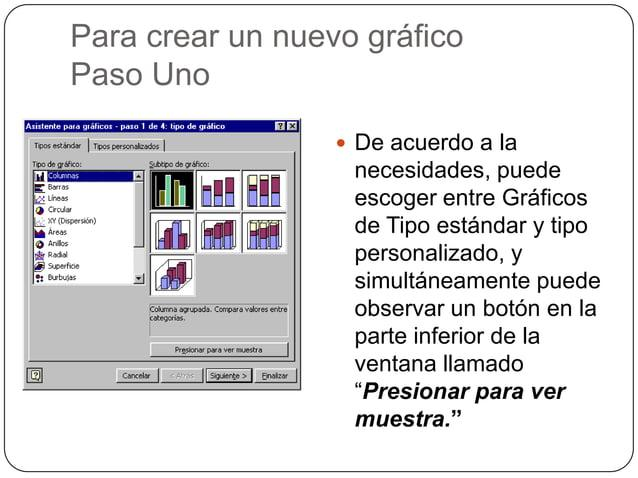 Para crear un nuevo gráfico
Paso Uno
Asistente para gráficos - paso 1 de 4: tipo de gráfico
Tipos estándar
Tipos personalizados
Tipo de gráfico:
Subtipo de gráfico:
Columnas
Barras
Líneas
Circular
XY (Dispersión)
Áreas
Anillos
Radial
Superficie
Burbujas
Columna agrupada. Compara valores entre
categorías.
Presionar para ver muestra
Cancelar
< Atrás
Siguiente >
Finalizar
• De acuerdo a la
necesidades, puede
escoger entre Gráficos
de Tipo estándar y tipo
personalizado, y
simultáneamente puede
observar un botón en la
parte inferior de la
ventana llamado
“Presionar para ver
muestra.”